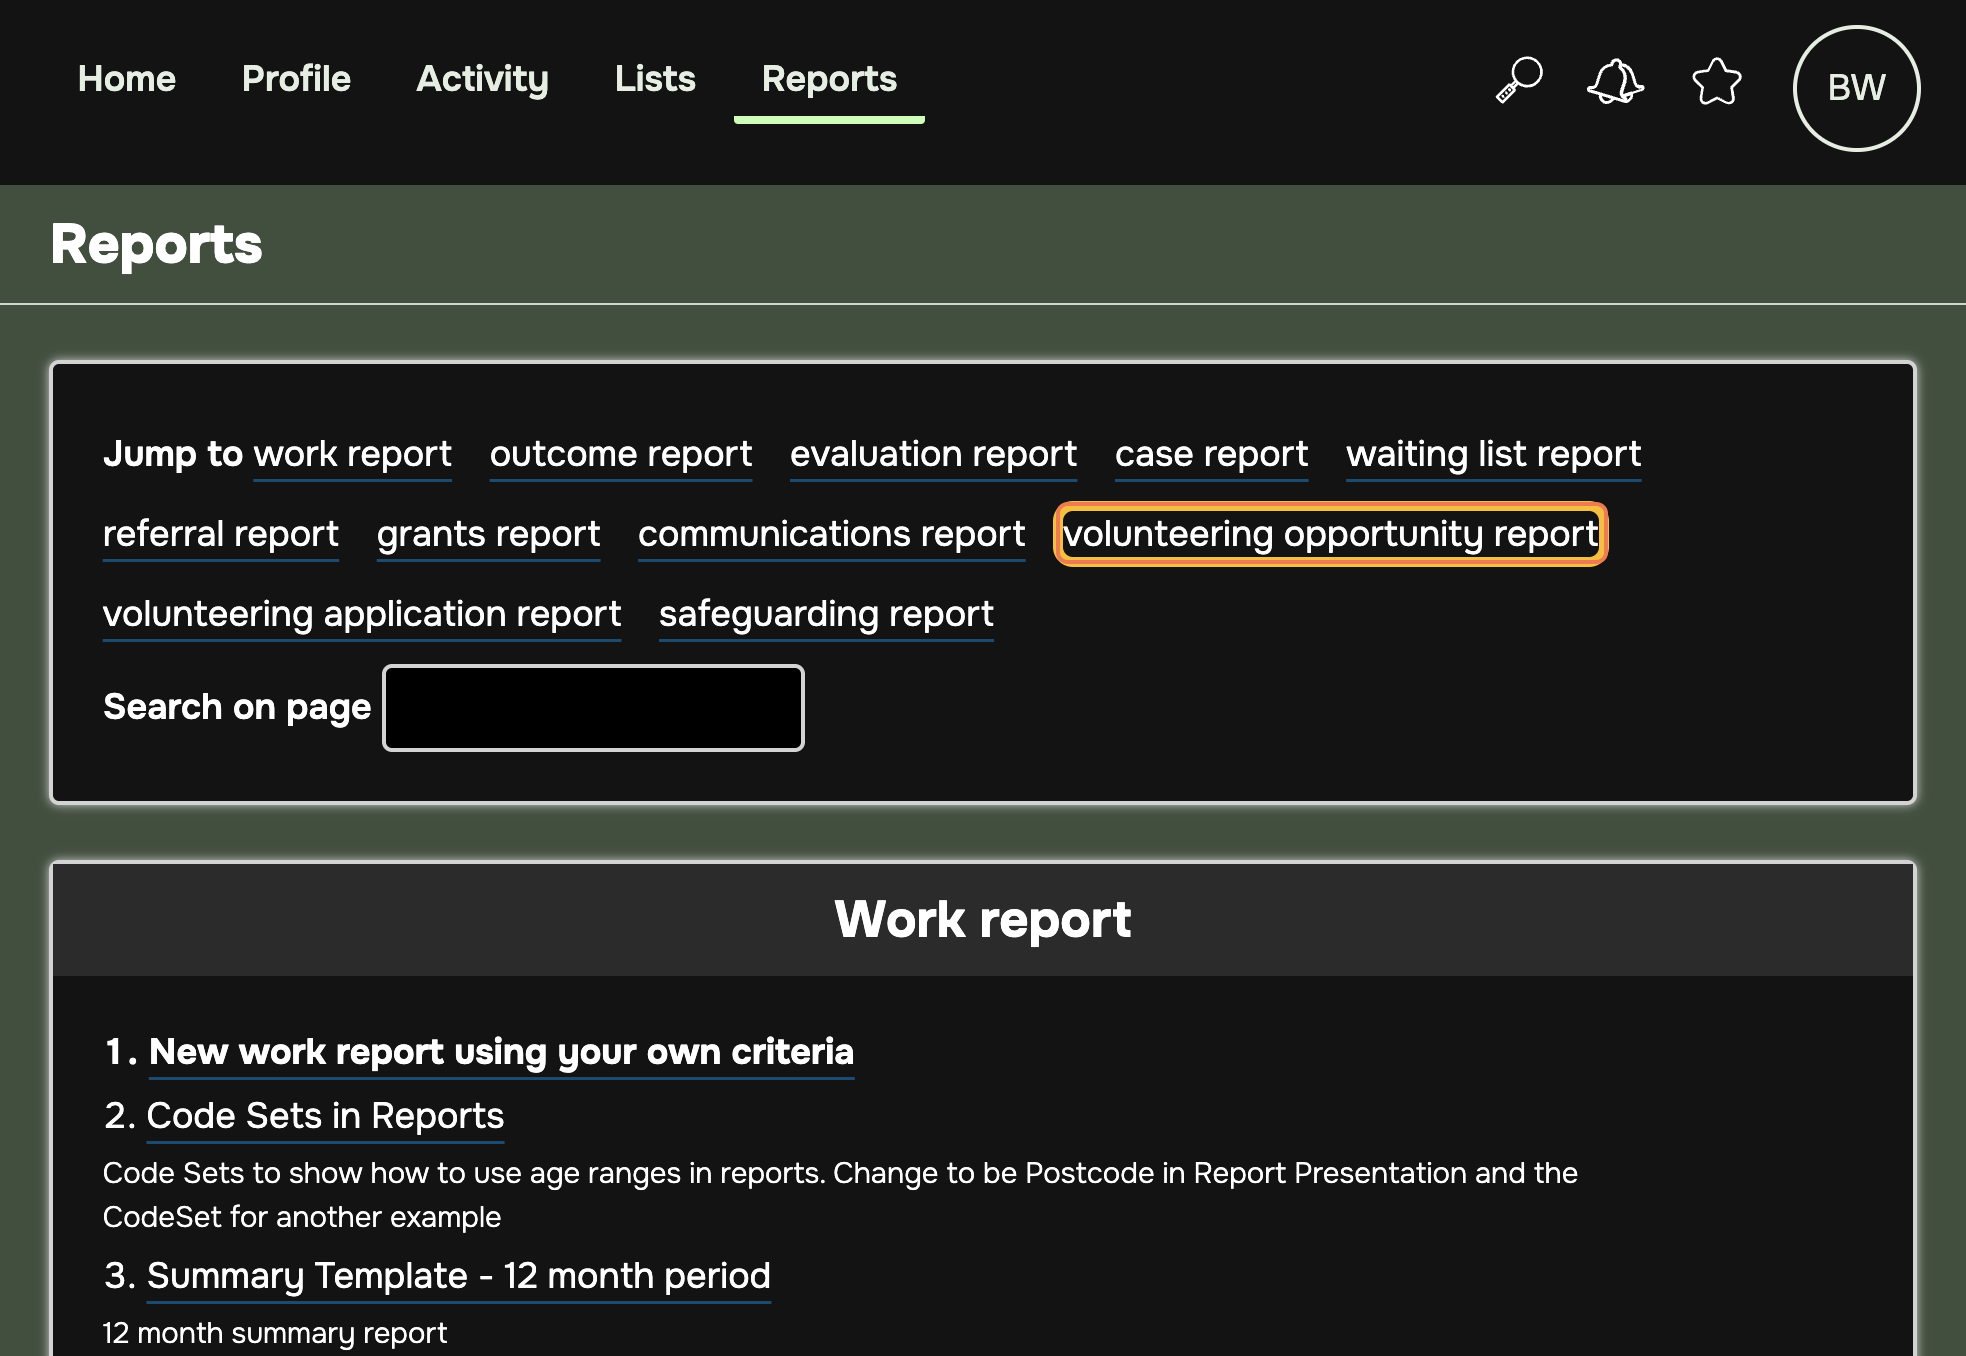 Home Profile Activity Lists Reports BW
Reports
Jump to work report outcome report evaluation report case report waiting list report
referral report grants report communications report volunteering opportunity report
volunteering application report safeguarding report
Search on page
Work report
1. New work report using your own criteria
2. Code Sets in Reports
Code Sets to show how to use age ranges in reports. Change to be Postcode in Report Presentation and the
CodeSet for another example
3. Summary Template - 12 month period
12 month summary report